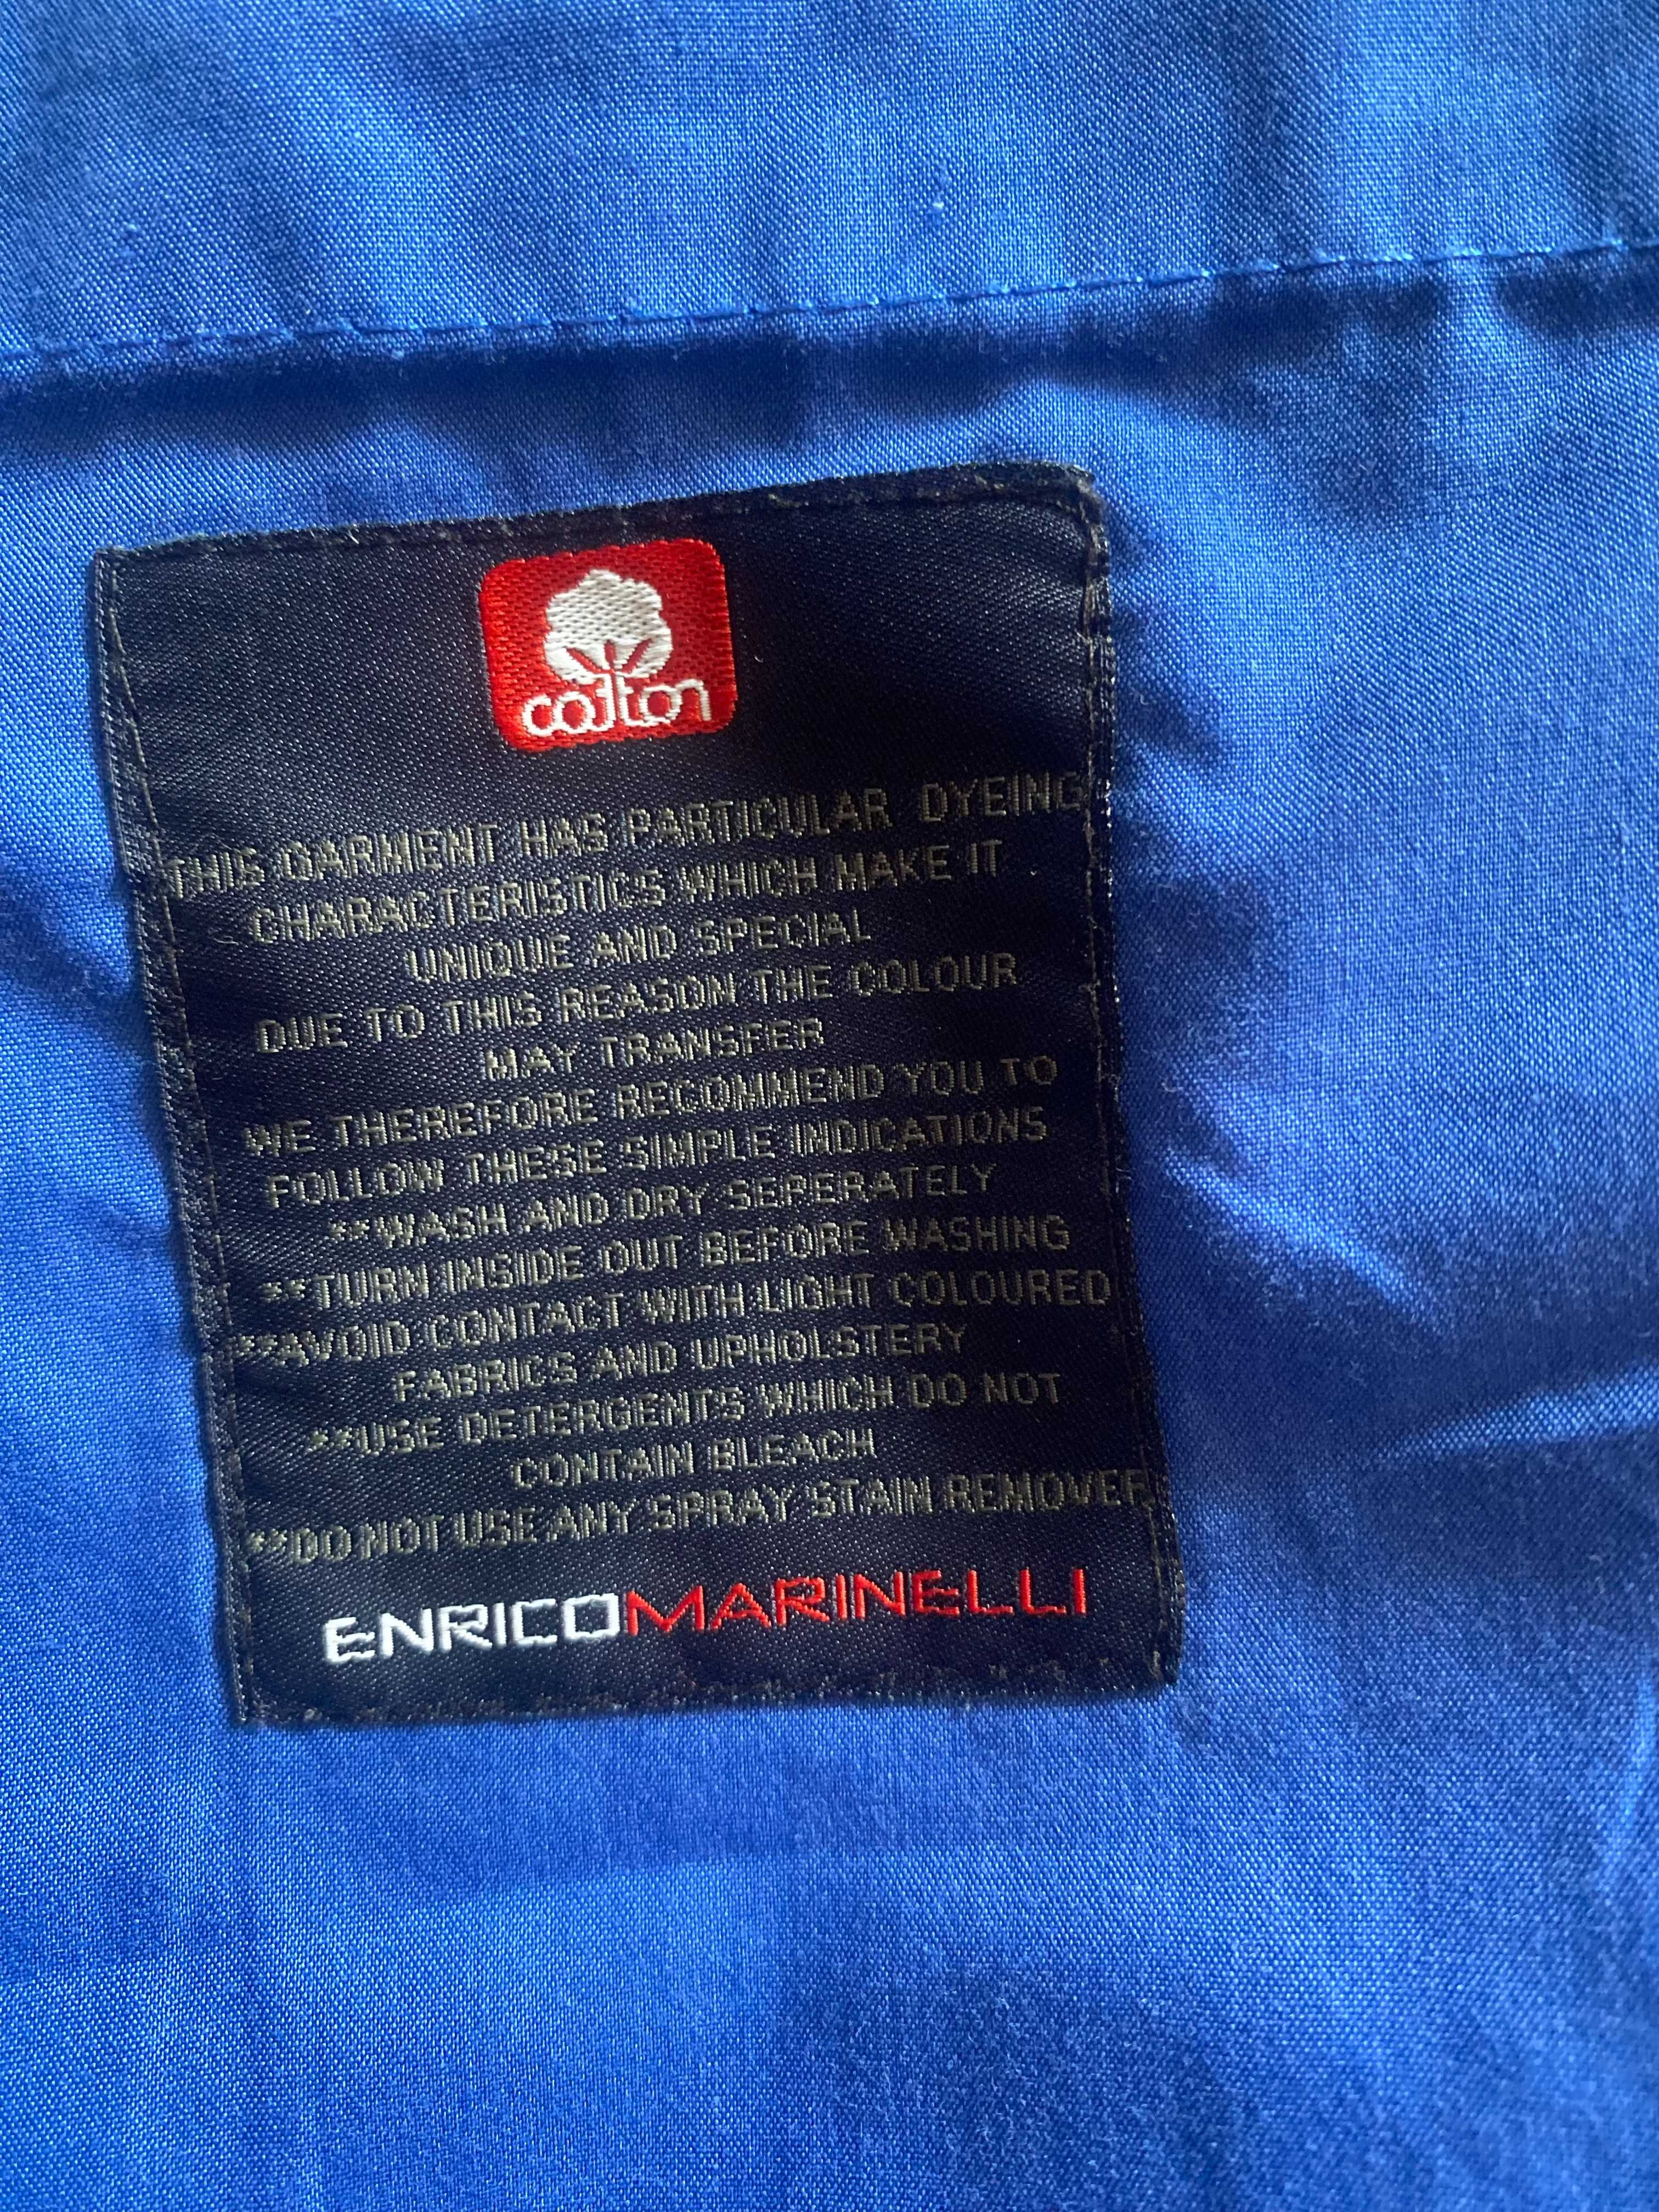 cotton
THIS GARMENT HAS PARTICULAR DYEING
CHARACTERISTICS WHICH MAKE IT
UNIQUE AND SPECIAL
DUE TO THIS REASON THE COLOUR
MAY TRANSFER
WE THEREFORE RECOMMEND YOU TO
FOLLOW THESE SIMPLE INDICATIONS
**WASH AND DRY SEPERATELY
**TURN INSIDE OUT BEFORE WASHING
**AVOID CONTACT WITH LIGHT COLOURED
FABRICS AND UPHOLSTERY
**USE DETERGENTS WHICH DO NOT
CONTAIN BLEACH
**DO NOT USE ANY SPRAY STAIN REMOVER
ENRICOMARINELLI